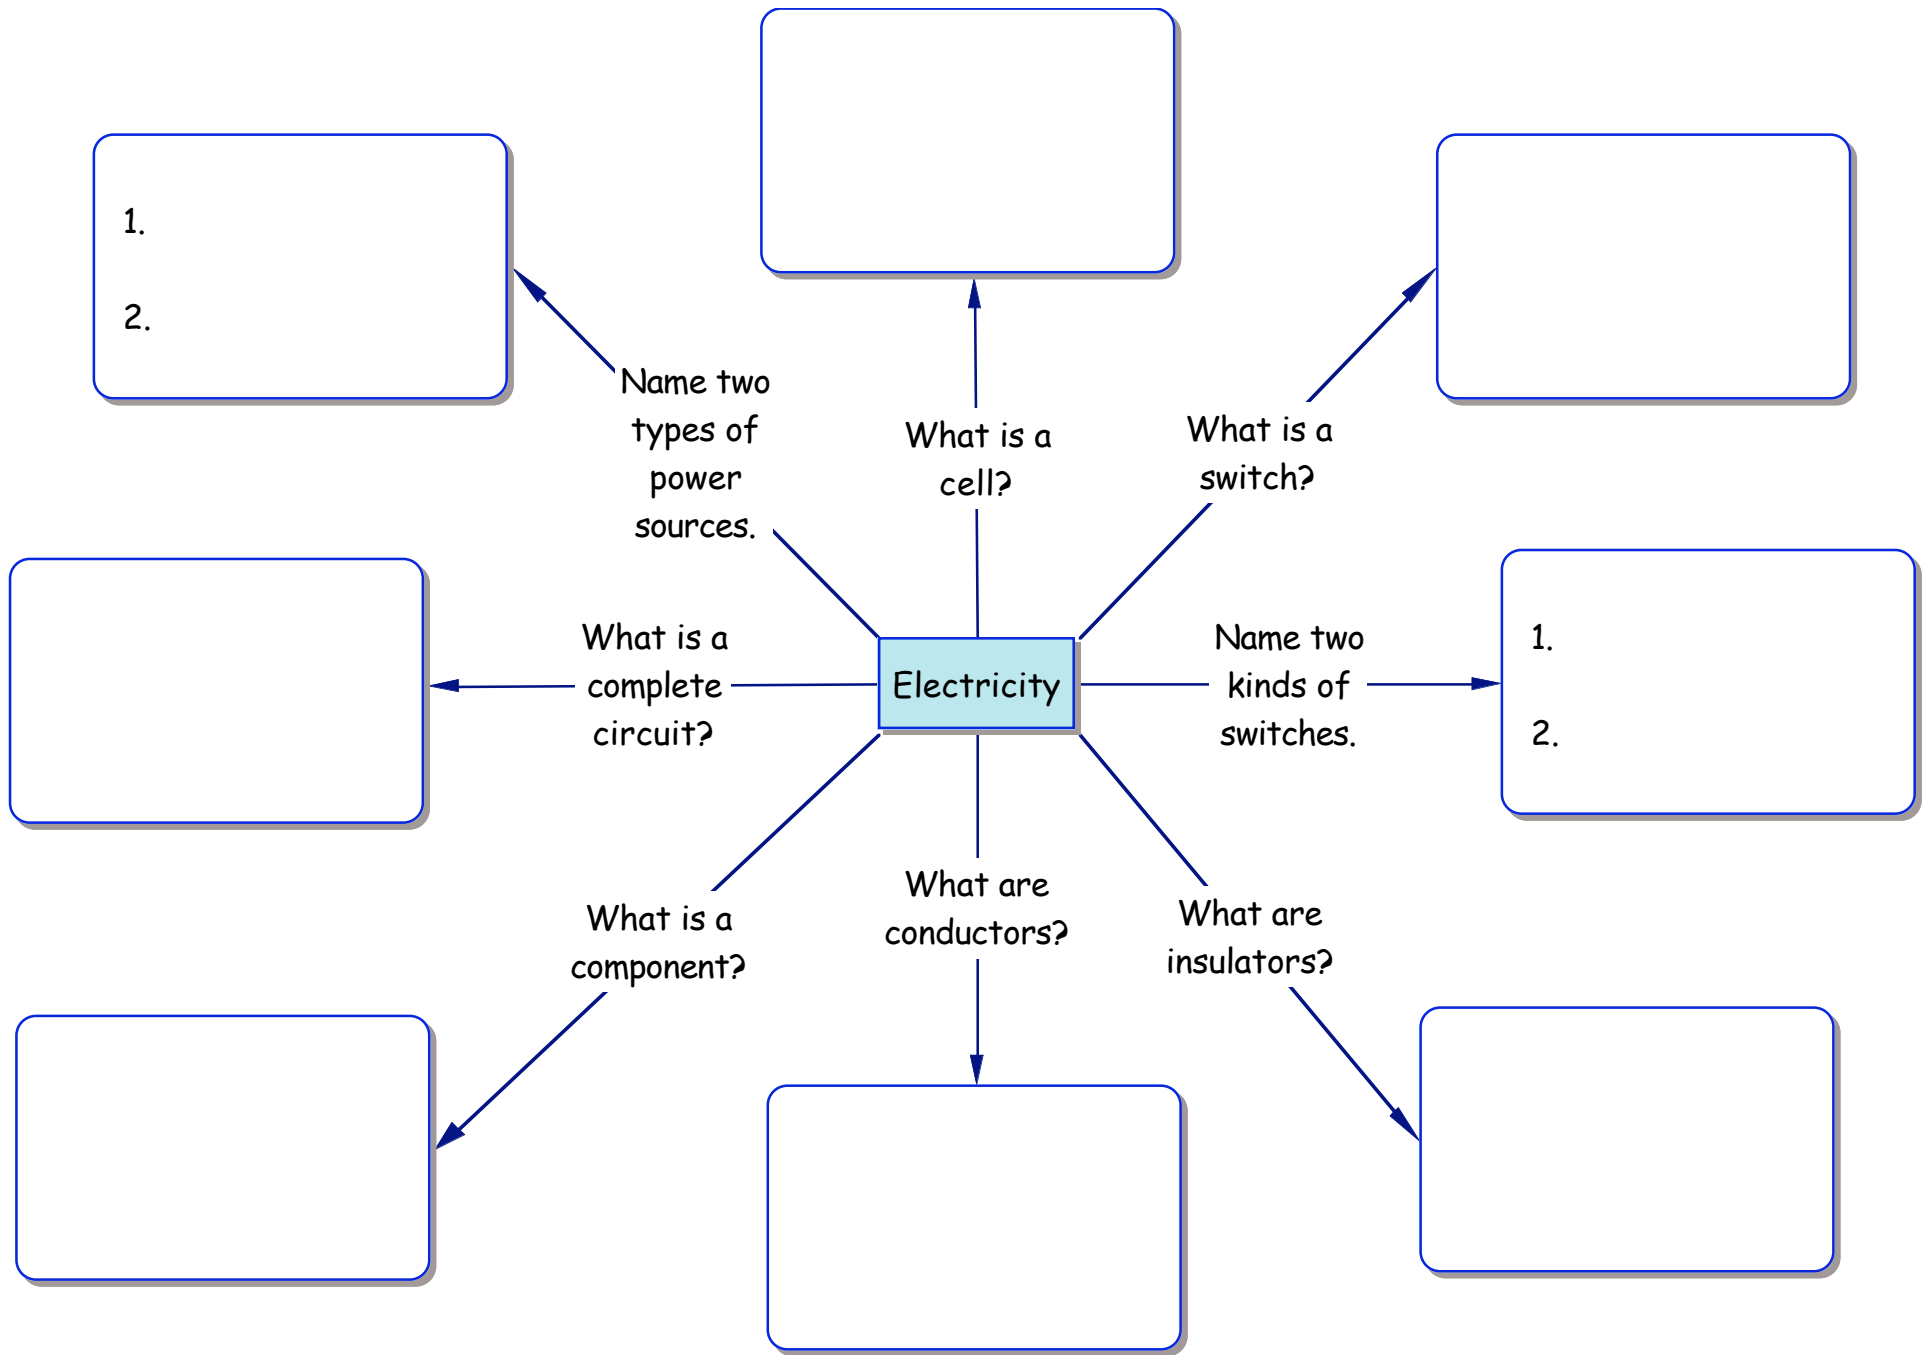 1.
2.
Name two
types of
power
sources.
What is a
cell?
What is a
switch?
What is a
complete
circuit?
Electricity
Name two
kinds of
switches.
1.
2.
What is a
component?
What are
conductors?
What are
insulators?